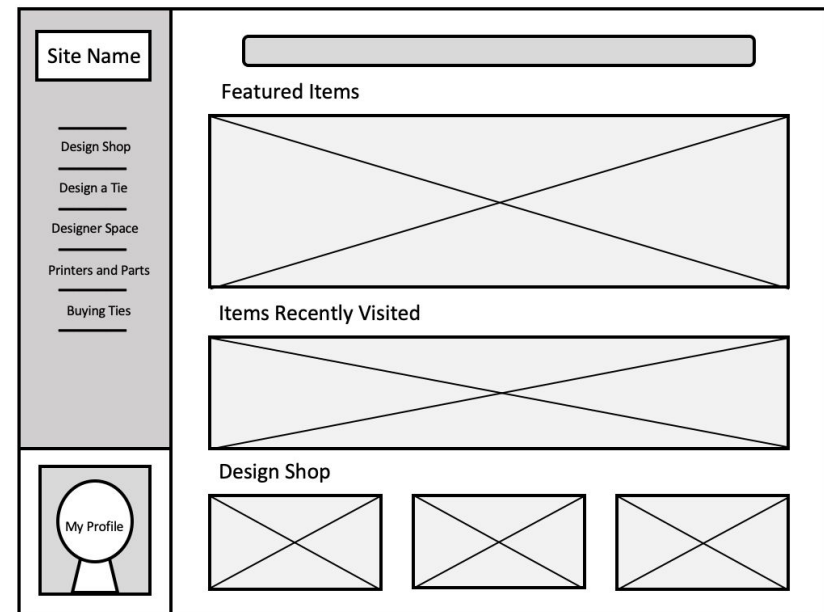 Site Name
Design Shop
Design a Tie
Designer Space
Printers and Parts
Buying Ties
My Profile
Featured Items
Items Recently Visited
Design Shop